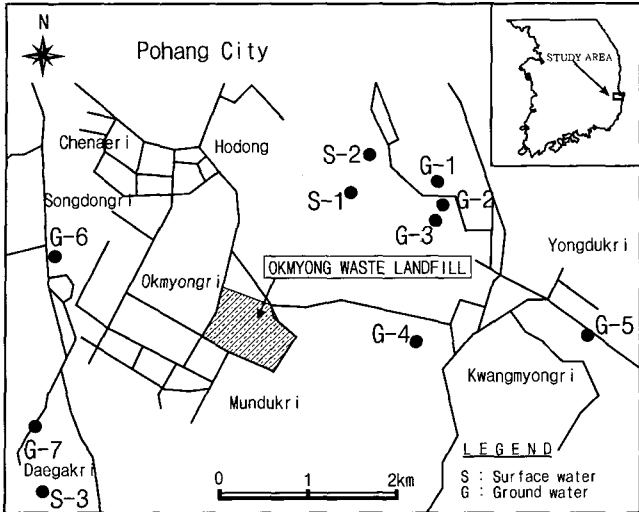 N
Pohang City
STUDY AREA
Chenaeri
Hodong
S-2
G-1
S-1
G-2
G-3
Songdongri
G-6
Yongdukri
Okmyongri
OKMYONG WASTE LANDFILL
G-4
G-5
Kwangmyongri
Mundukri
G-7
Daegakri
S-3
0 1 2km
LEGEND
S : Surface water
G : Ground water